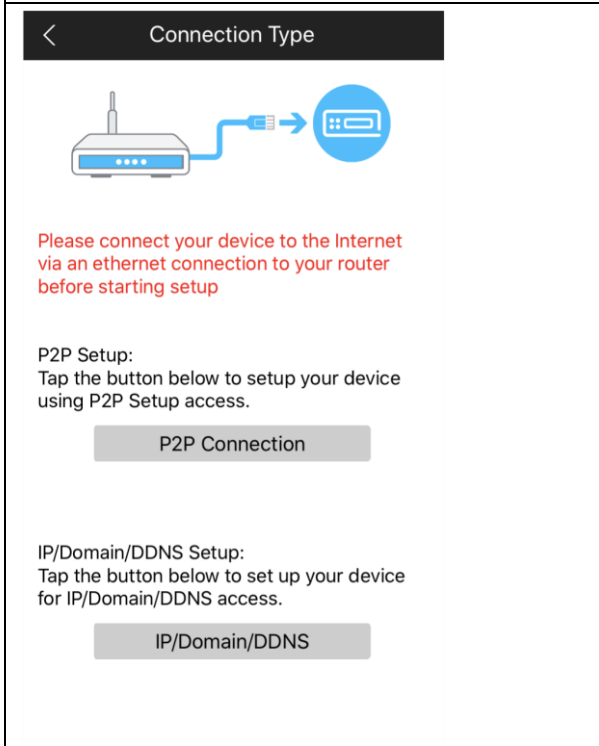 Connection Type
Please connect your device to the Internet
via an ethernet connection to your router
before starting setup
P2P Setup:
Tap the button below to setup your device
using P2P Setup access.
P2P Connection
IP/Domain/DDNS Setup:
Tap the button below to set up your device
for IP/Domain/DDNS access.
IP/Domain/DDNS